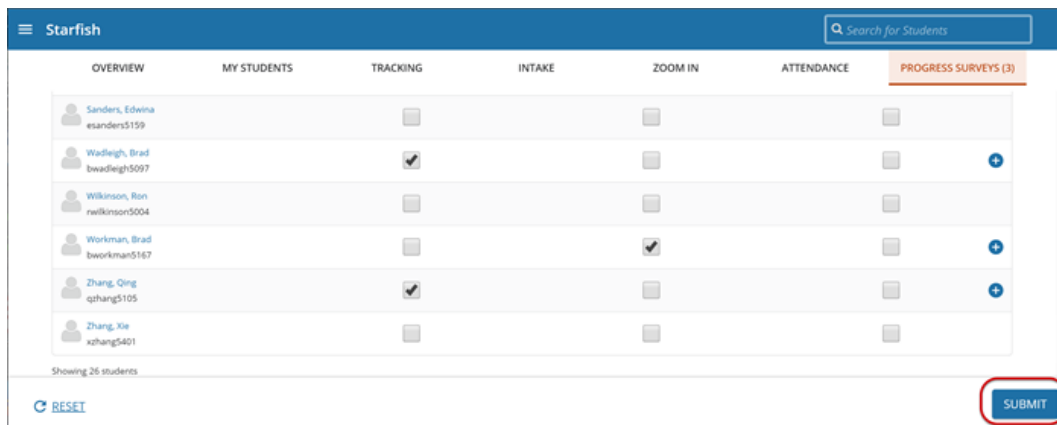 Starfish
Search for Students
OVERVIEW MY STUDENTS TRACKING INTAKE ZOOM IN ATTENDANCE PROGRESS SURVEYS (3)
Sanders, Edwina
esanders5159
Wadleigh, Brad
bwadleigh5097
Wilkinson, Ron
rwilkinson5004
Workman, Brad
bworkman5167
Zhang, Qing
qzhang5105
Zhang, Xie
xzhang5401
Showing 26 students
RESET
SUBMIT